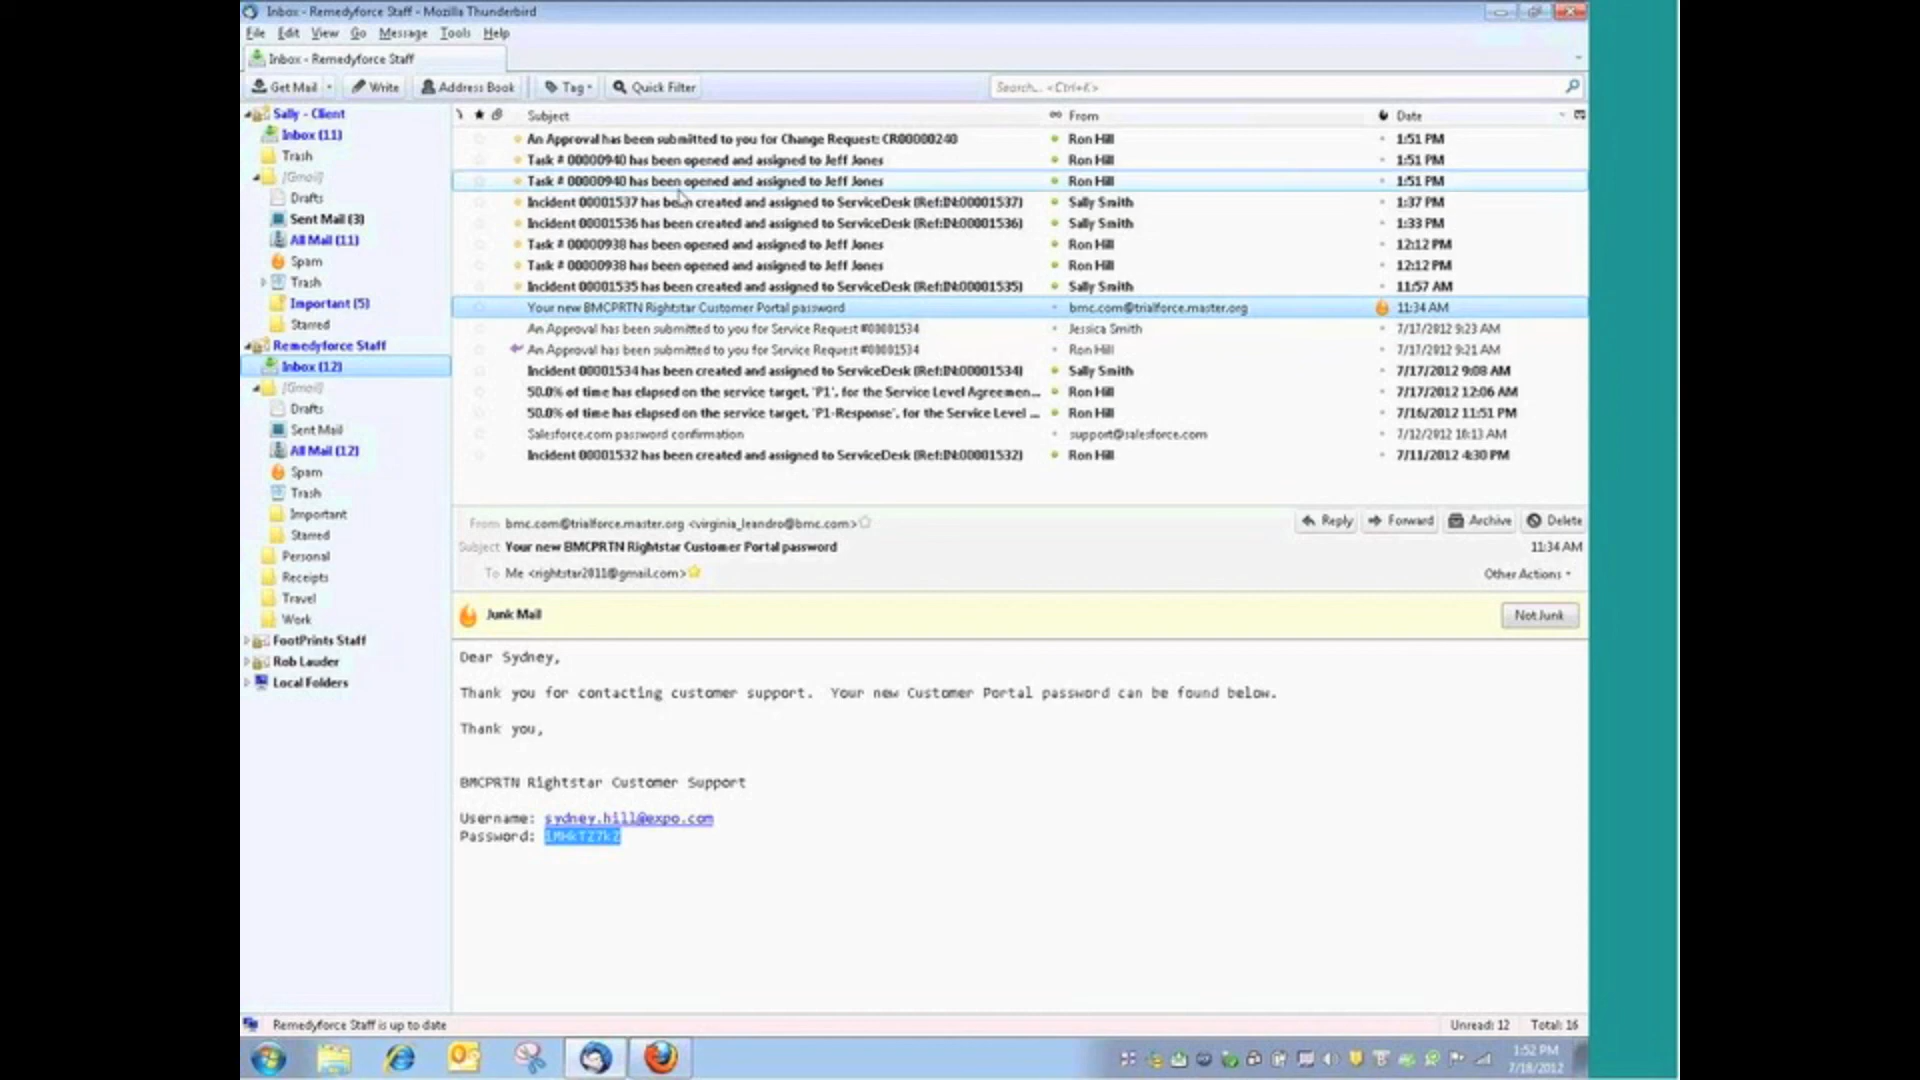 Inbox - Remedyforce Staff - Mozilla Thunderbird
File Edit View Go Message Tools Help
Inbox - Remedyforce Staff
Get Mail Write Address Book Tag Quick Filter Search... <Ctrl+K>
Sally - Client
Inbox (11)
Trash
[Gmail]
Drafts
Sent Mail (3)
All Mail (11)
Spam
Trash
Important (5)
Starred
Remedyforce Staff
Inbox (12)
[Gmail]
Drafts
Sent Mail
All Mail (12)
Spam
Trash
Important
Starred
Personal
Receipts
Travel
Work
FootPrints Staff
Rob Lauder
Local Folders
Subject From Date
An Approval has been submitted to you for Change Request: CR00000240 Ron Hill 1:51 PM
Task # 00000940 has been opened and assigned to Jeff Jones Ron Hill 1:51 PM
Task # 00000940 has been opened and assigned to Jeff Jones Ron Hill 1:51 PM
Incident 00001537 has been created and assigned to ServiceDesk (Ref:IN:00001537) Sally Smith 1:37 PM
Incident 00001536 has been created and assigned to ServiceDesk (Ref:IN:00001536) Sally Smith 1:33 PM
Task # 00000938 has been opened and assigned to Jeff Jones Ron Hill 12:12 PM
Task # 00000938 has been opened and assigned to Jeff Jones Ron Hill 12:12 PM
Incident 00001535 has been created and assigned to ServiceDesk (Ref:IN:00001535) Sally Smith 11:57 AM
Your new BMCPRTN Rightstar Customer Portal password bmc.com@trialforce.master.org 11:34 AM
An Approval has been submitted to you for Service Request #00001534 Jessica Smith 7/17/2012 9:23 AM
An Approval has been submitted to you for Service Request #00001534 Ron Hill 7/17/2012 9:21 AM
Incident 00001534 has been created and assigned to ServiceDesk (Ref:IN:00001534) Sally Smith 7/17/2012 9:08 AM
50.0% of time has elapsed on the service target, 'P1', for the Service Level Agreemen... Ron Hill 7/17/2012 12:06 AM
50.0% of time has elapsed on the service target, 'P1-Response', for the Service Level ... Ron Hill 7/16/2012 11:51 PM
Salesforce.com password confirmation support@salesforce.com 7/12/2012 10:13 AM
Incident 00001532 has been created and assigned to ServiceDesk (Ref:IN:00001532) Ron Hill 7/11/2012 4:30 PM
From bmc.com@trialforce.master.org <virginia_leandro@bmc.com> Reply Forward Archive Delete
Subject Your new BMCPRTN Rightstar Customer Portal password 11:34 AM
To Me <rightstar2011@gmail.com> Other Actions
Junk Mail Not Junk
Dear Sydney,
Thank you for contacting customer support. Your new Customer Portal password can be found below.
Thank you,
BMCPRTN Rightstar Customer Support
Username: sydney.hill@expo.com
Password:
Remedyforce Staff is up to date Unread: 12 Total: 16
1:52 PM
7/18/2012